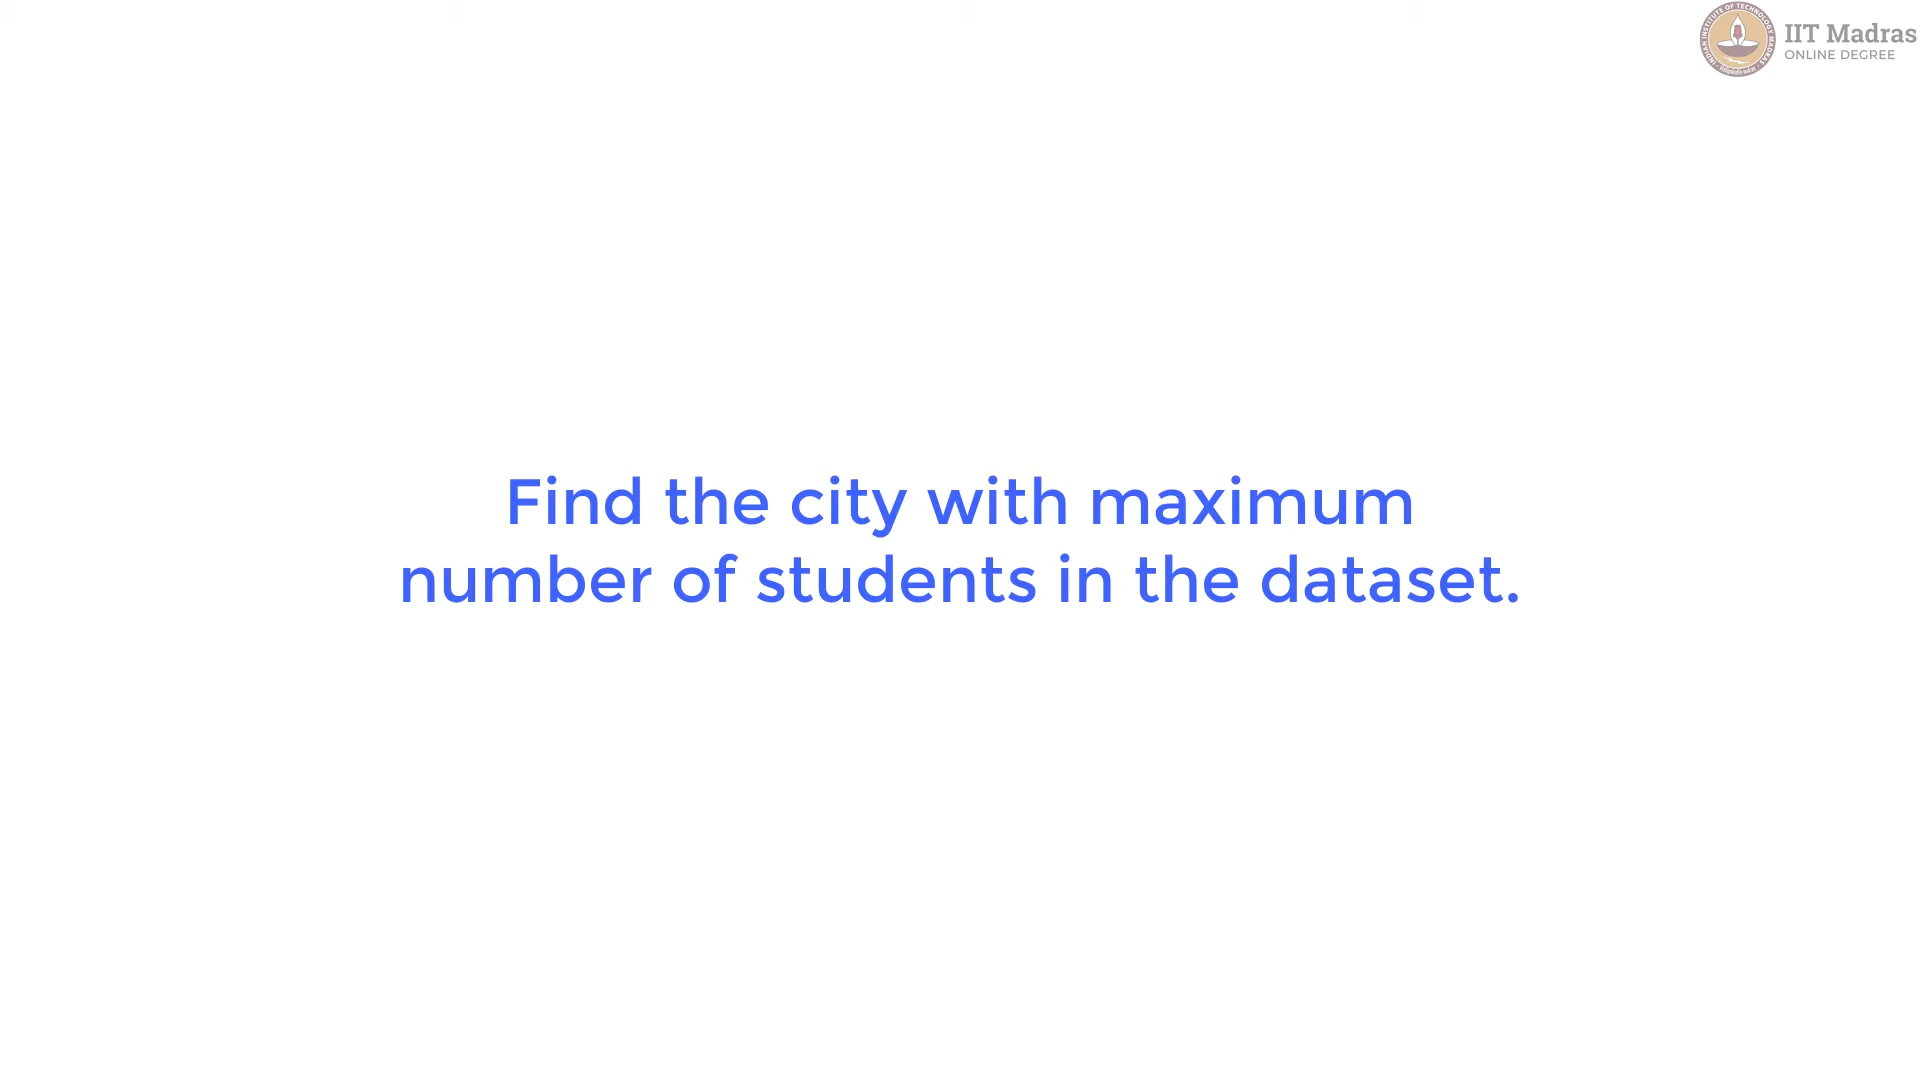 IIT Madras
ONLINE DEGREE
Find the city with maximum
number of students in the dataset.